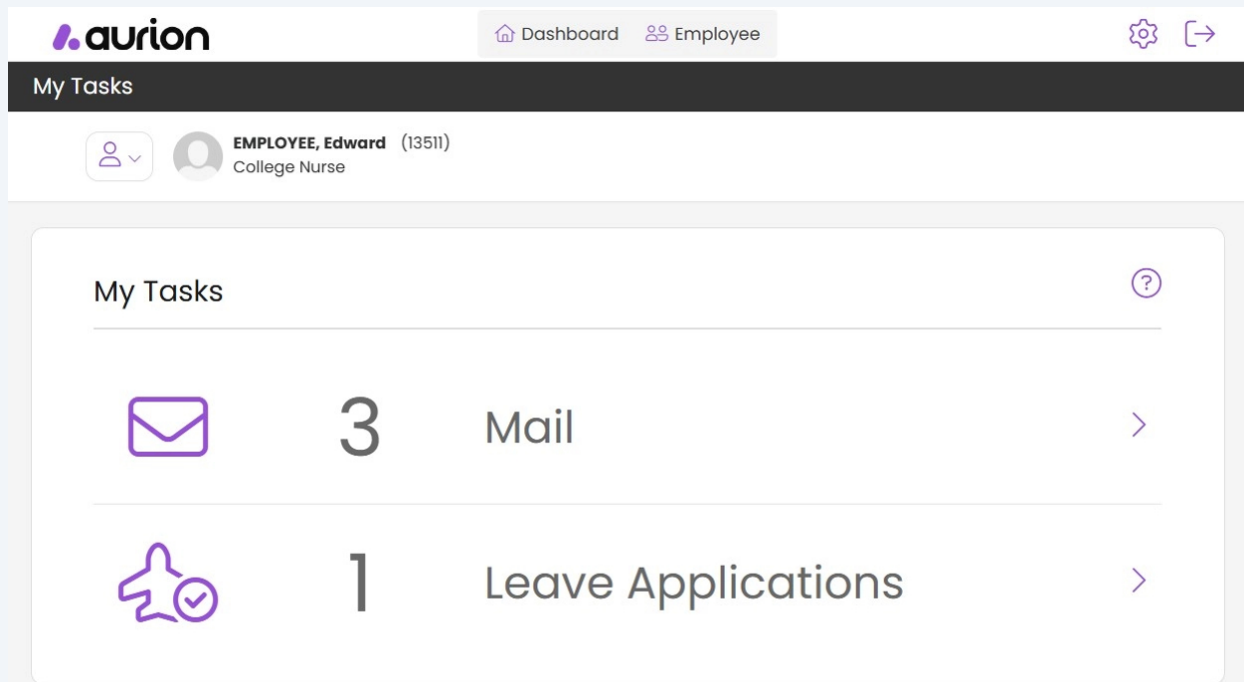 aurion
Dashboard Employee
My Tasks
EMPLOYEE, Edward (13511)
College Nurse
My Tasks
?
3 Mail
1 Leave Applications